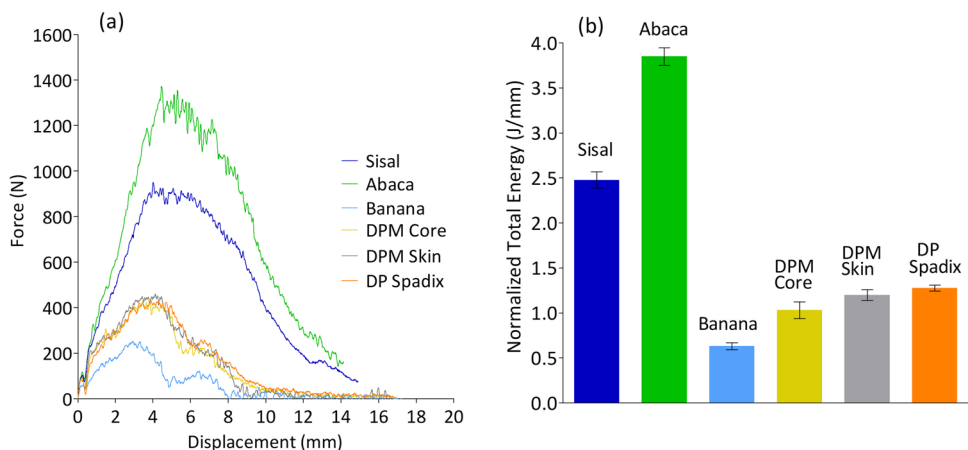 (a)
1600
1400
1200
1000
800
600
400
200
0
Force (N)
0 2 4 6 8 10 12 14 16 18 20
Displacement (mm)
Sisal
Abaca
Banana
DPM Core
DPM Skin
DP Spadix
(b)
4.0
3.5
3.0
2.5
2.0
1.5
1.0
0.5
0.0
Normalized Total Energy (J/mm)
Sisal
Abaca
Banana
DPM
Core
DPM
Skin
DP
Spadix